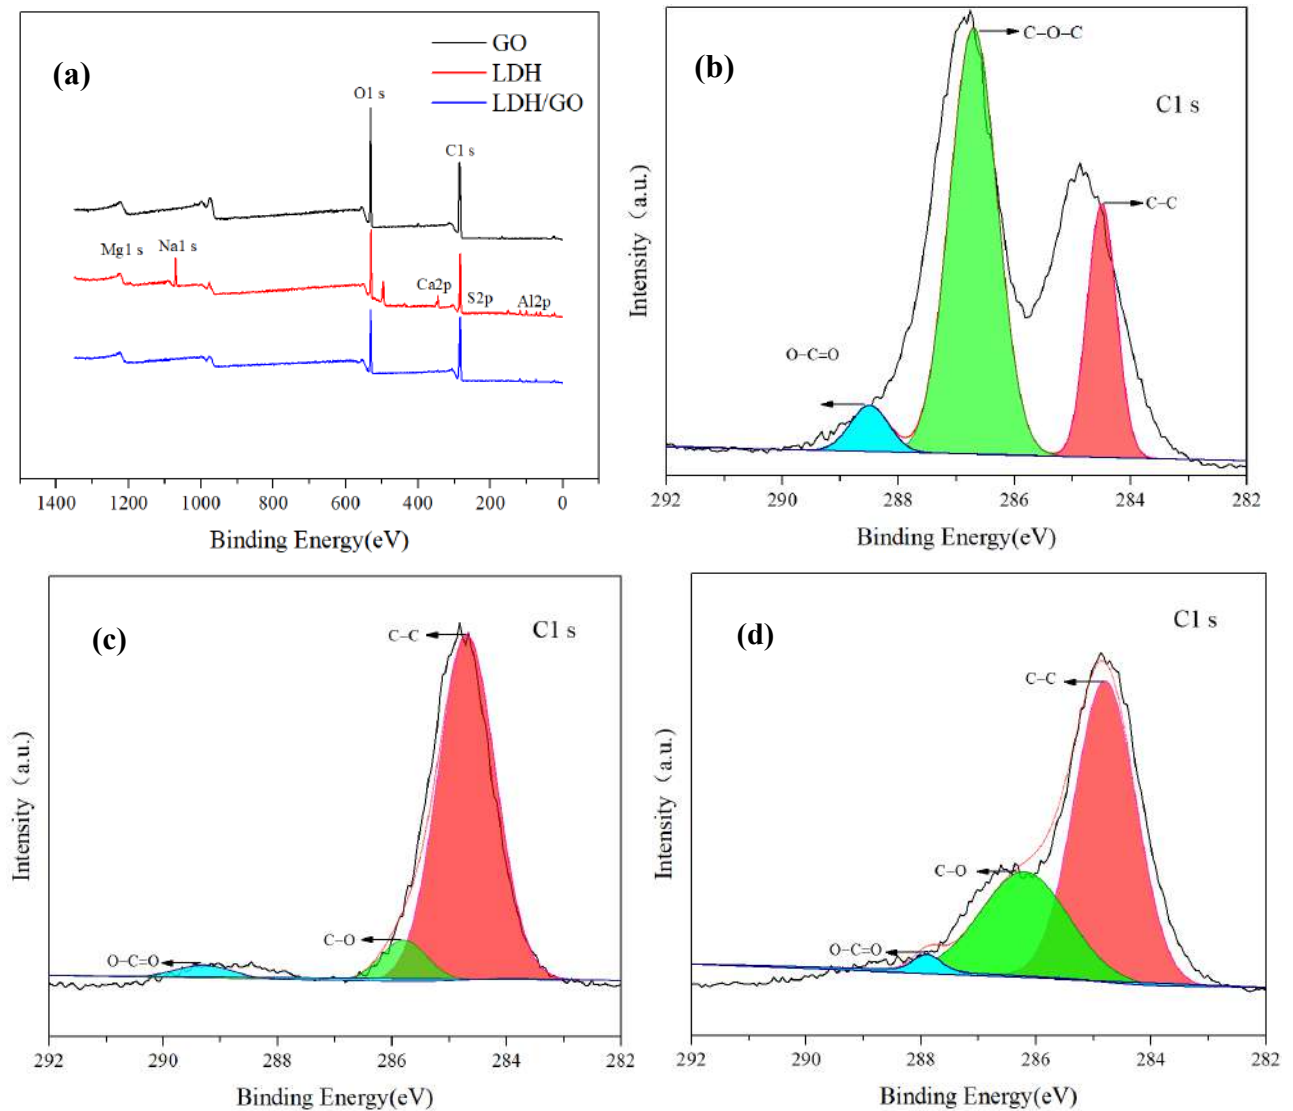 (a)
GO
LDH
LDH/GO
O1 s
C1 s
Mg1 s
Na1 s
Ca2p
S2p
Al2p
1400 1200 1000 800 600 400 200 0
Binding Energy(eV)
(b)
C1 s
C–O–C
C–C
O–C=O
Intensity（a.u.）
292 290 288 286 284 282
Binding Energy(eV)
(c)
C1 s
C–C
C–O
O–C=O
Intensity（a.u.）
292 290 288 286 284 282
Binding Energy(eV)
(d)
C1 s
C–C
C–O
O–C=O
Intensity（a.u.）
292 290 288 286 284 282
Binding Energy(eV)